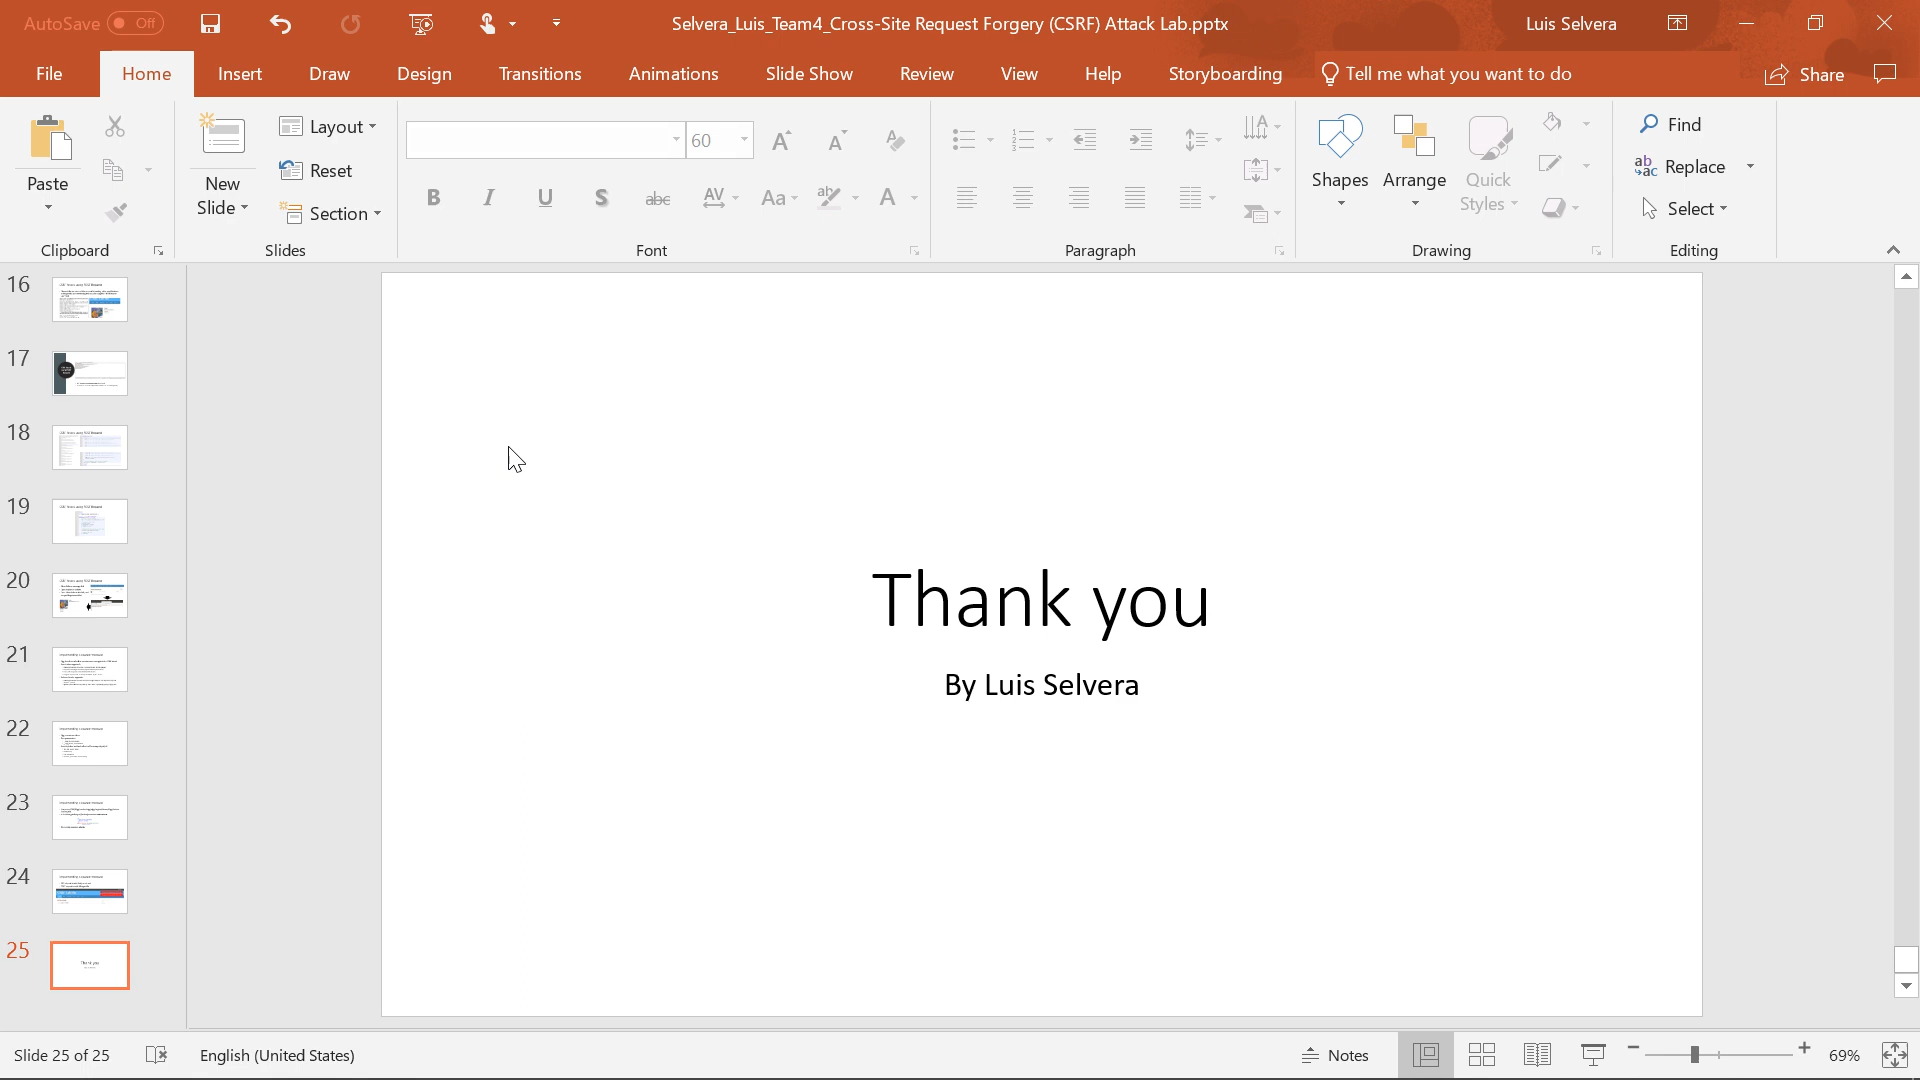 AutoSave Off
Selvera_Luis_Team4_Cross-Site Request Forgery (CSRF) Attack Lab.pptx
Luis Selvera
File Home Insert Draw Design Transitions Animations Slide Show Review View Help Storyboarding Tell me what you want to do Share
Paste
New Slide
Layout
Reset
Section
60
B I U S abc AV Aa ab A
Shapes Arrange Quick Styles
Find
Replace
Select
Clipboard Slides Font Paragraph Drawing Editing
16
17
18
19
20
21
22
23
24
25
Thank you
By Luis Selvera
Slide 25 of 25 English (United States) Notes 69%